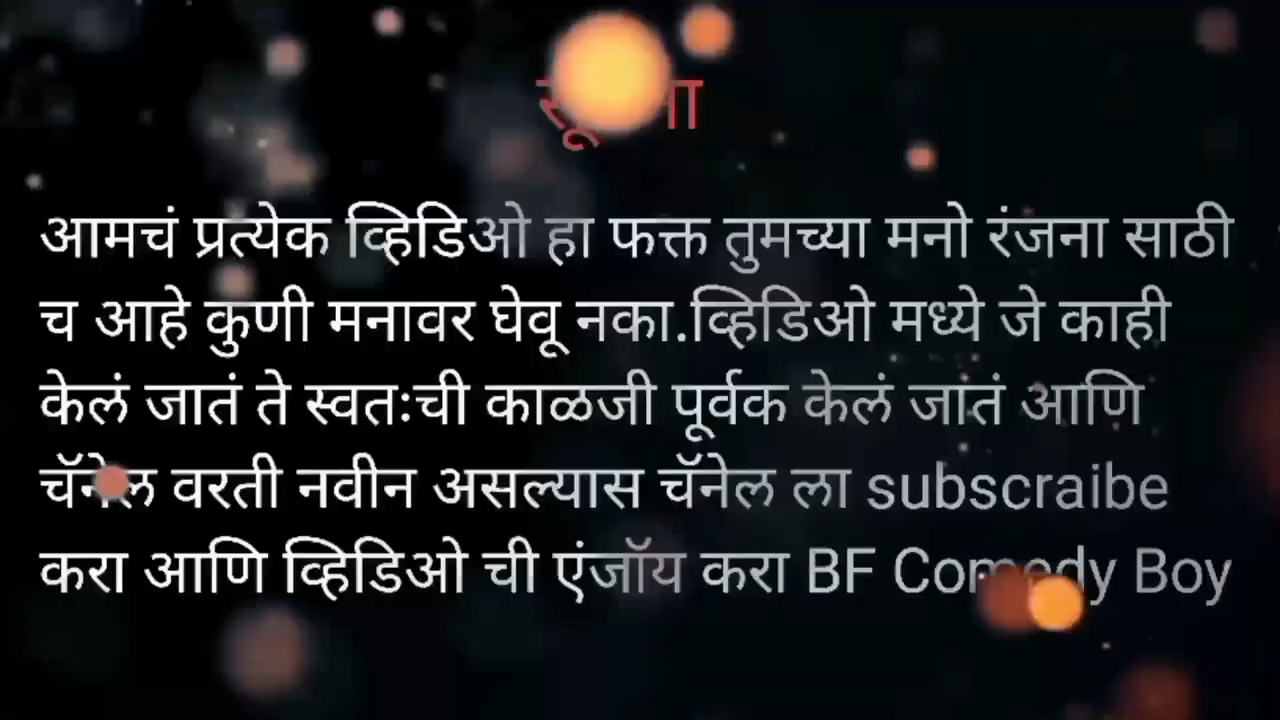 आमचं प्रत्येक व्हिडिओ हा फक्त तुमच्या मनो रंजना साठी
च आहे कुणी मनावर घेवू नका.व्हिडिओ मध्ये जे काही
केलं जातं ते स्वतःची काळजी पूर्वक केलं जातं आणि
चॅनेल वरती नवीन असल्यास चॅनेल ला subscraibe
करा आणि व्हिडिओ ची एंजॉय करा BF Comedy Boy